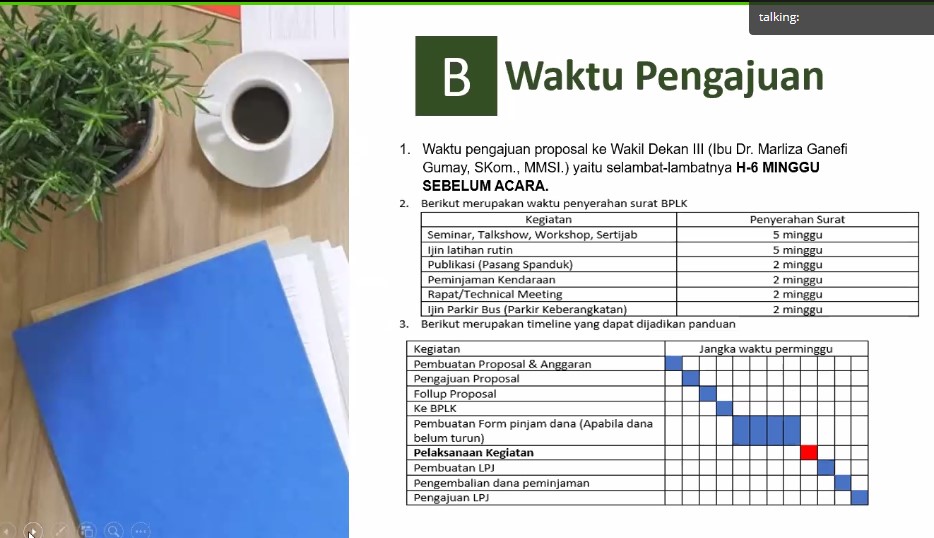 talking:
B Waktu Pengajuan
1. Waktu pengajuan proposal ke Wakil Dekan III (Ibu Dr. Marliza Ganefi
Gumay, SKom., MMSI.) yaitu selambat-lambatnya H-6 MINGGU
SEBELUM ACARA.
2. Berikut merupakan waktu penyerahan surat BPLK
Kegiatan Penyerahan Surat
Seminar, Talkshow, Workshop, Sertijab 5 minggu
Ijin latihan rutin 5 minggu
Publikasi (Pasang Spanduk) 2 minggu
Peminjaman Kendaraan 2 minggu
Rapat/Technical Meeting 2 minggu
Ijin Parkir Bus (Parkir Keberangkatan) 2 minggu
3. Berikut merupakan timeline yang dapat dijadikan panduan
Kegiatan Jangka waktu perminggu
Pembuatan Proposal & Anggaran
Pengajuan Proposal
Follup Proposal
Ke BPLK
Pembuatan Form pinjam dana (Apabila dana
belum turun)
Pelaksanaan Kegiatan
Pembuatan LPJ
Pengembalian dana peminjaman
Pengajuan LPJ